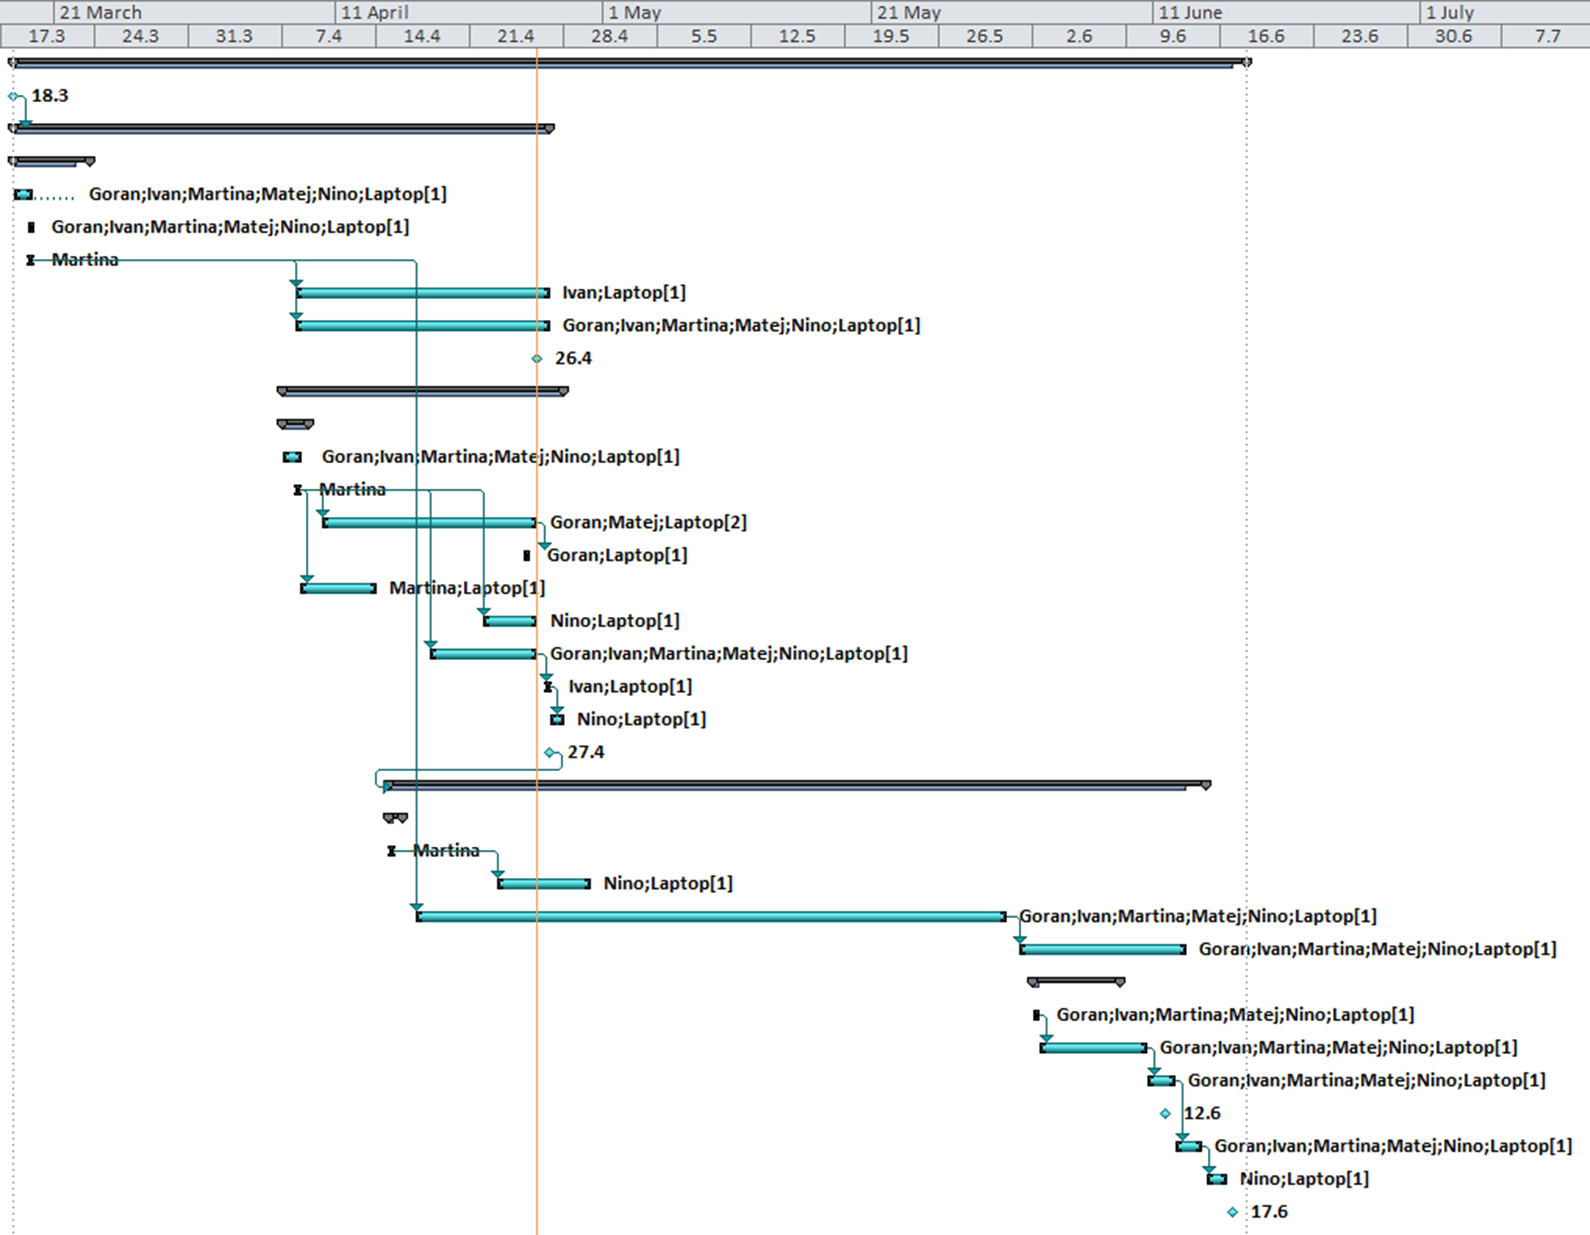 21 March 11 April 1 May 21 May 11 June 1 July
17.3 24.3 31.3 7.4 14.4 21.4 28.4 5.5 12.5 19.5 26.5 2.6 9.6 16.6 23.6 30.6 7.7
18.3
Goran;Ivan;Martina;Matej;Nino;Laptop[1]
Goran;Ivan;Martina;Matej;Nino;Laptop[1]
Martina
Ivan;Laptop[1]
Goran;Ivan;Martina;Matej;Nino;Laptop[1]
26.4
Goran;Ivan;Martina;Matej;Nino;Laptop[1]
Martina
Goran;Matej;Laptop[2]
Goran;Laptop[1]
Martina;Laptop[1]
Nino;Laptop[1]
Goran;Ivan;Martina;Matej;Nino;Laptop[1]
Ivan;Laptop[1]
Nino;Laptop[1]
27.4
Martina
Nino;Laptop[1]
Goran;Ivan;Martina;Matej;Nino;Laptop[1]
Goran;Ivan;Martina;Matej;Nino;Laptop[1]
Goran;Ivan;Martina;Matej;Nino;Laptop[1]
Goran;Ivan;Martina;Matej;Nino;Laptop[1]
Goran;Ivan;Martina;Matej;Nino;Laptop[1]
12.6
Goran;Ivan;Martina;Matej;Nino;Laptop[1]
Nino;Laptop[1]
17.6